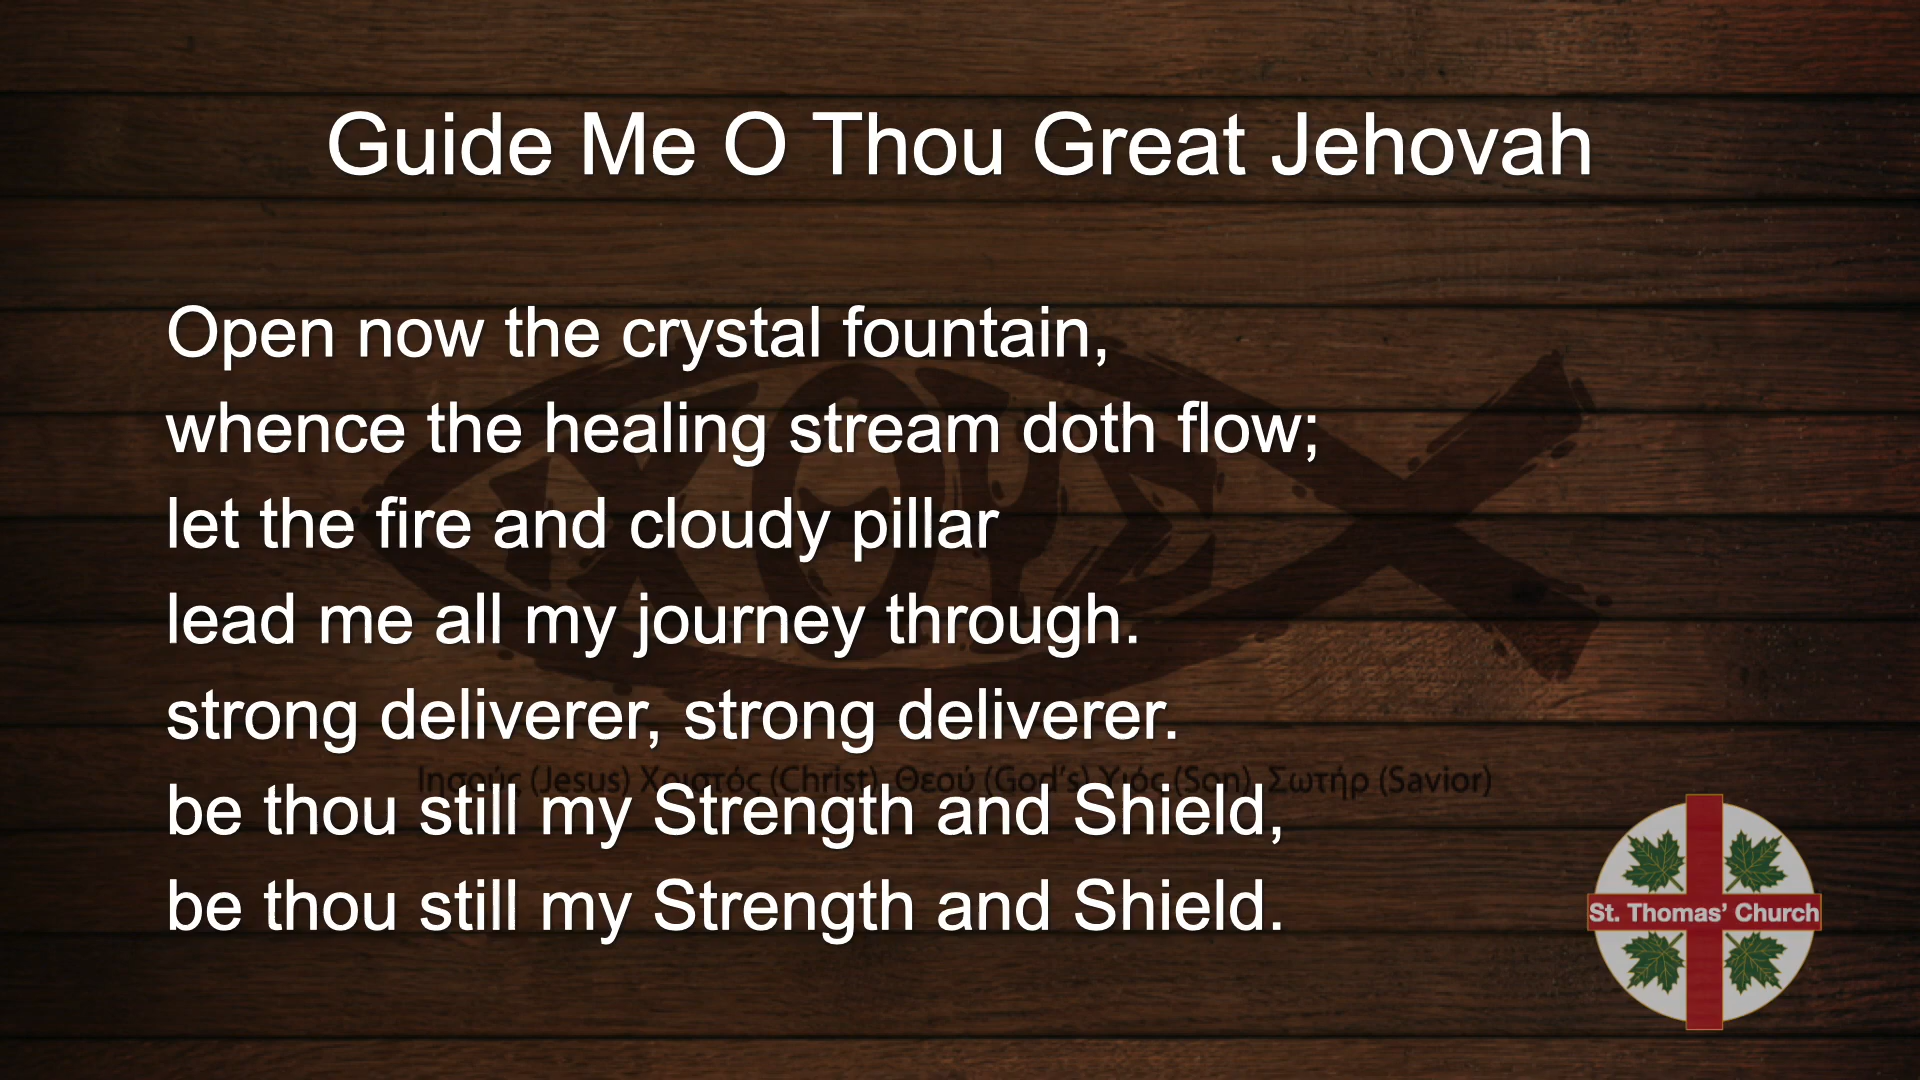 Guide Me O Thou Great Jehovah
Open now the crystal fountain,
whence the healing stream doth flow;
let the fire and cloudy pillar
lead me all my journey through.
strong deliverer, strong deliverer.
Ιησούς (Jesus) Χριστός (Christ), Θεού (God's) Υιός (Son), Σωτήρ (Savior)
be thou still my Strength and Shield,
be thou still my Strength and Shield.
ΙΧΘΥΣ
St. Thomas’ Church